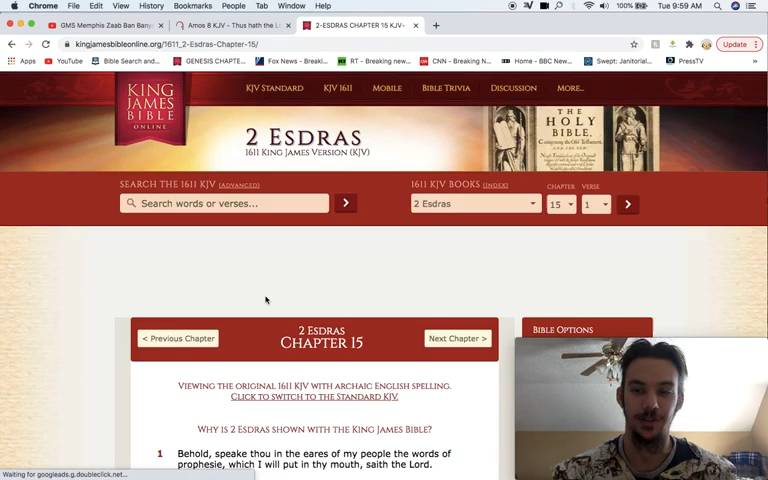 Chrome File Edit View History Bookmarks People Tab Window Help 100% Tue 9:59 AM
GMS Memphis Zaab Ban Bany
Amos 8 KJV - Thus hath the Lo
2-ESDRAS CHAPTER 15 KJV-
kingjamesbibleonline.org/1611_2-Esdras-Chapter-15/
Update
Apps YouTube Bible Search and... GENESIS CHAPTE... Fox News - Breaki... RT - Breaking new... CNN - Breaking N... Home - BBC New... Swept: Janitorial... PressTV
KING JAMES BIBLE ONLINE
KJV STANDARD KJV 1611 MOBILE BIBLE TRIVIA DISCUSSION MORE...
2 ESDRAS
1611 KING JAMES VERSION (KJV)
THE HOLY BIBLE,
SEARCH THE 1611 KJV (ADVANCED)
Search words or verses...
1611 KJV BOOKS (INDEX) CHAPTER VERSE
2 Esdras 15 1
< Previous Chapter
2 ESDRAS
CHAPTER 15
Next Chapter >
BIBLE OPTIONS
VIEWING THE ORIGINAL 1611 KJV WITH ARCHAIC ENGLISH SPELLING.
CLICK TO SWITCH TO THE STANDARD KJV.
WHY IS 2 ESDRAS SHOWN WITH THE KING JAMES BIBLE?
1 Behold, speake thou in the eares of my people the words of
prophesie, which I will put in thy mouth, saith the Lord.
Waiting for googleads.g.doubleclick.net...